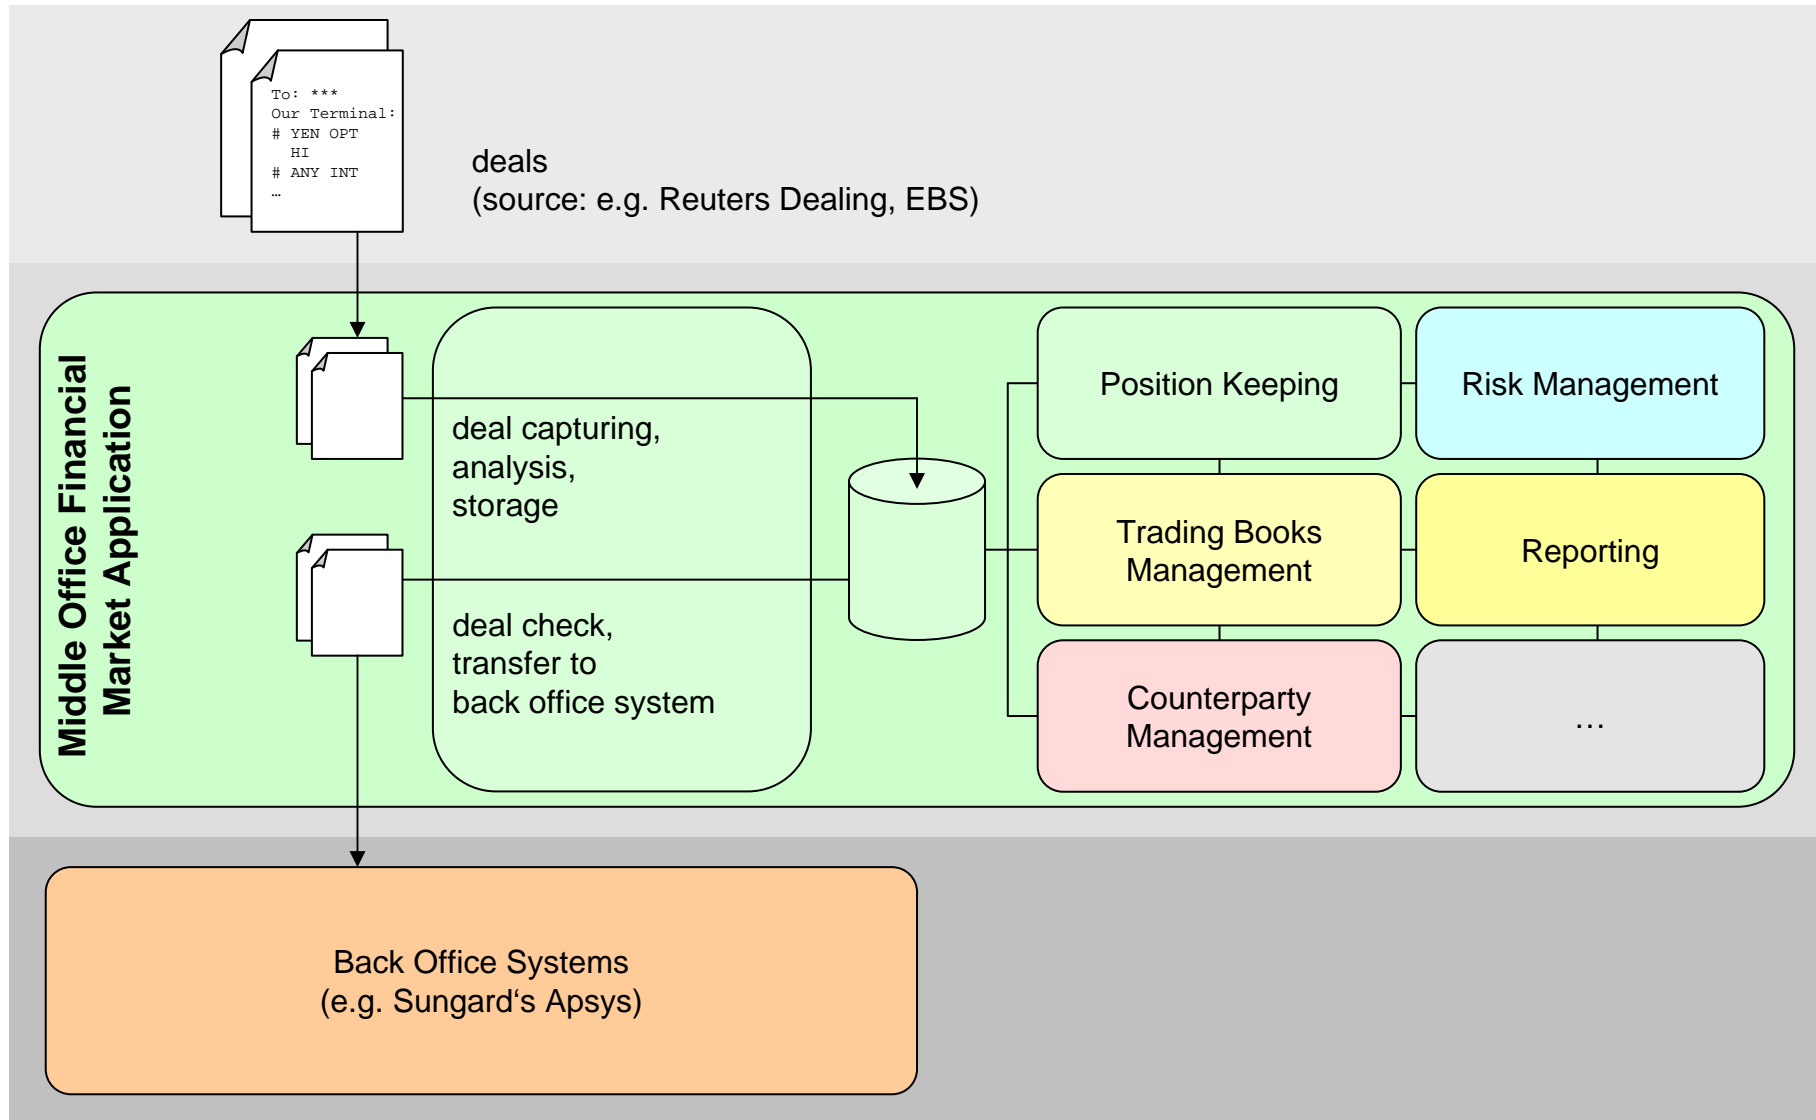 To: ***
Our Terminal:
# YEN OPT
HI
# ANY INT
…
deals
(source: e.g. Reuters Dealing, EBS)
Middle Office Financial
Market Application
deal capturing,
analysis,
storage
deal check,
transfer to
back office system
Position Keeping
Risk Management
Trading Books
Management
Reporting
Counterparty
Management
…
Back Office Systems
(e.g. Sungard‘s Apsys)